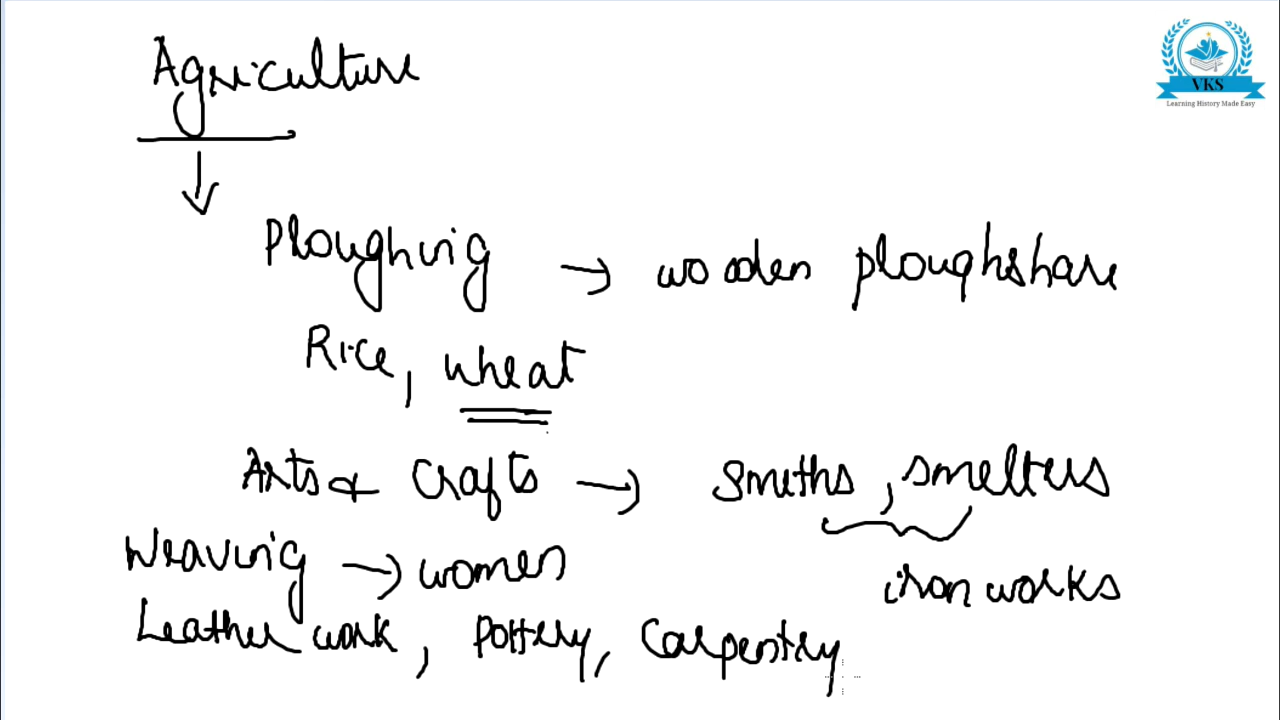 Agriculture
VKS
Learning History Made Easy
↓
Ploughing → wooden ploughshare
Rice, wheat
Arts & Crafts → Smiths, smelters
iron works
Weaving → women
Leather work, Pottery, Carpentry